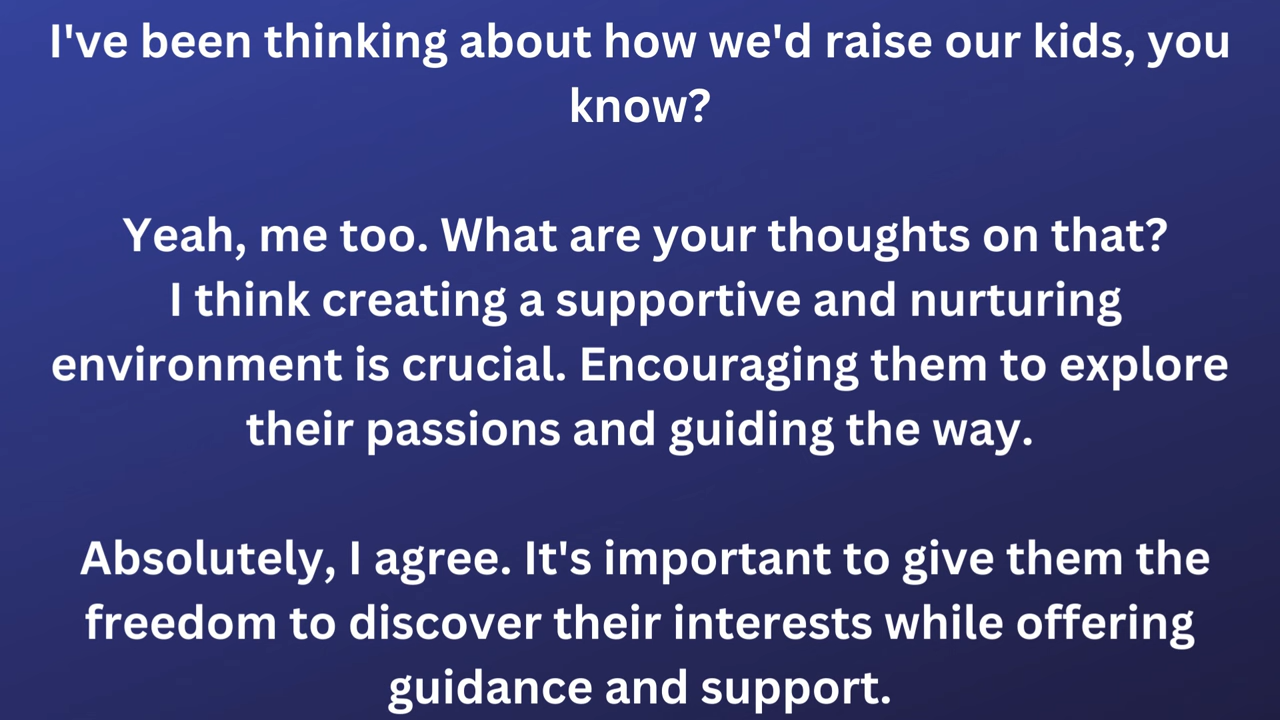 I've been thinking about how we'd raise our kids, you
know?
Yeah, me too. What are your thoughts on that?
I think creating a supportive and nurturing
environment is crucial. Encouraging them to explore
their passions and guiding the way.
Absolutely, I agree. It's important to give them the
freedom to discover their interests while offering
guidance and support.